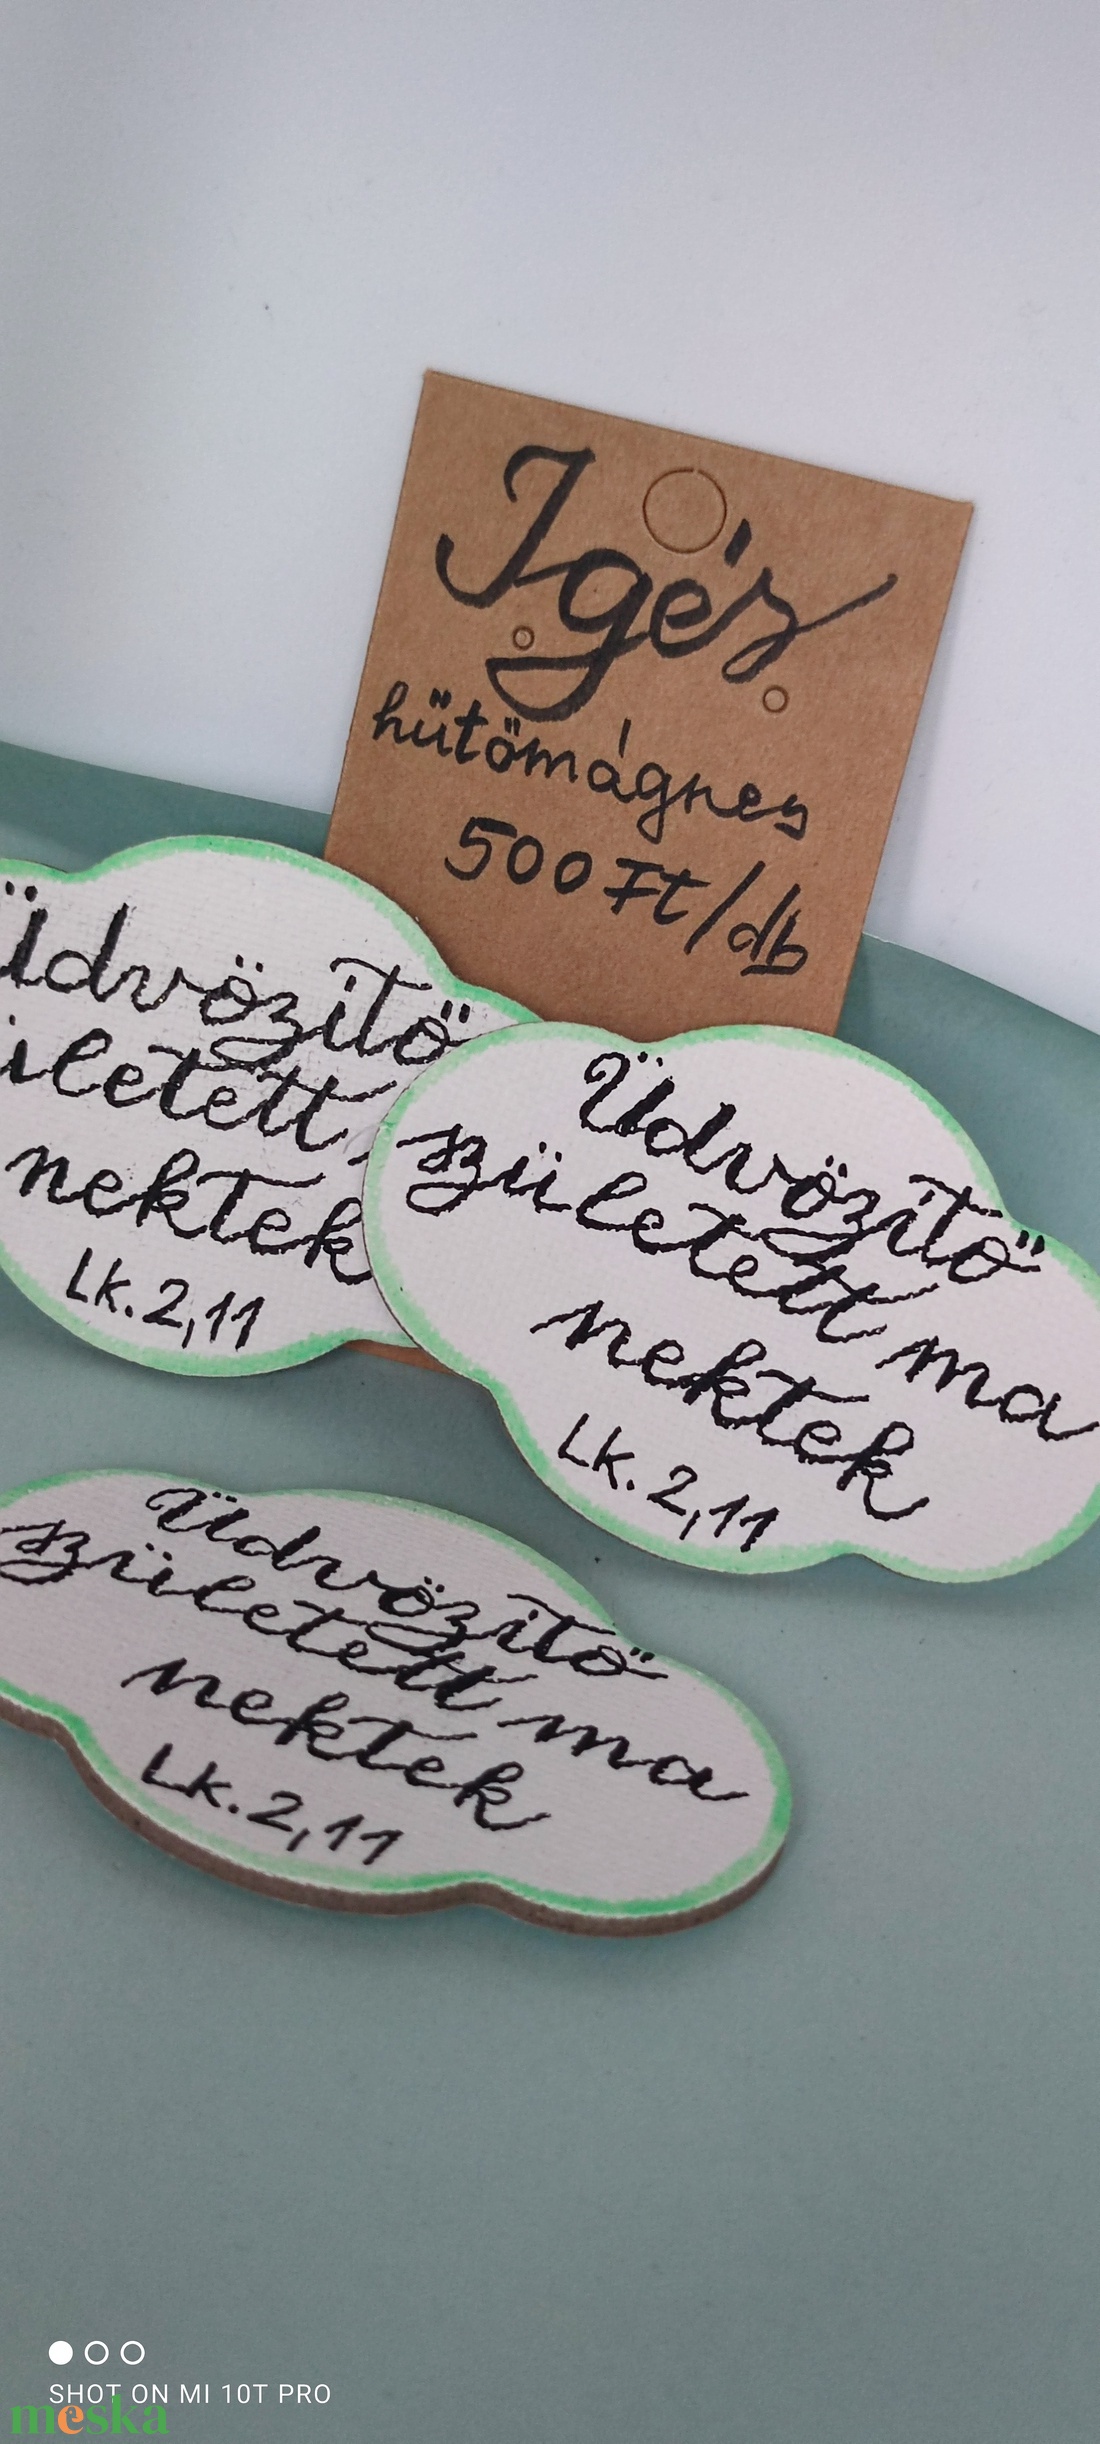 Igés
hűtőmágnes
500 Ft/db
Üdvözítő
iletett
nektek
Lk. 2,11
Üdvözítő
született ma
nektek
Lk. 2,11
Üdvözítő
született ma
nektek
Lk. 2,11
SHOT ON MI 10T PRO
meska